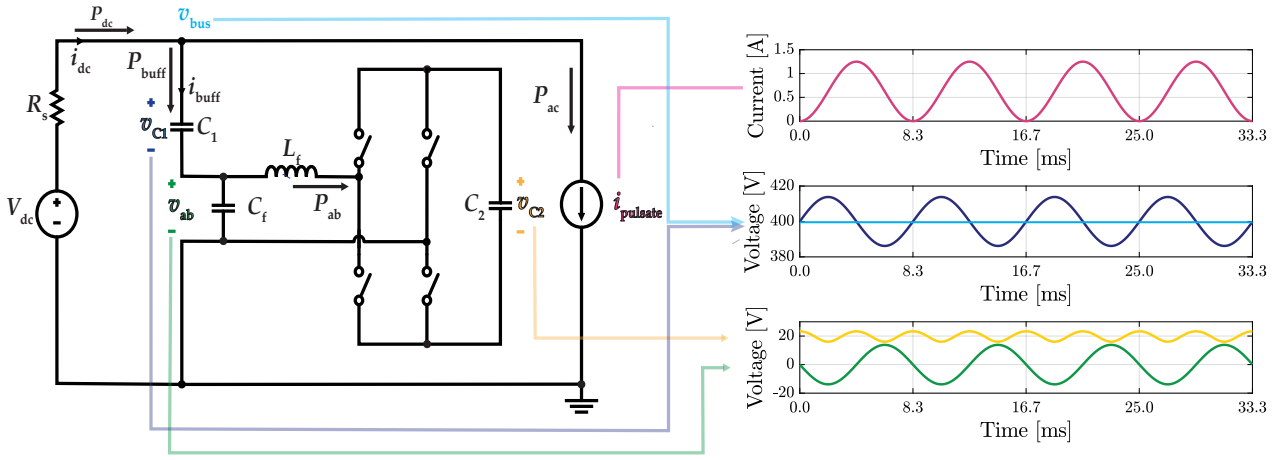 P_dc
v_bus
i_dc
P_buff
i_buff
R_s
+
v_C1
−
C_1
L_f
P_ab
+
v_ab
−
C_f
V_dc
+
−
C_2
+
v_C2
−
P_ac
i_pulsate
Current [A]
1.5
1
0.5
0
0.0 8.3 16.7 25.0 33.3
Time [ms]
Voltage [V]
420
400
380
0.0 8.3 16.7 25.0 33.3
Time [ms]
Voltage [V]
20
0
-20
0.0 8.3 16.7 25.0 33.3
Time [ms]